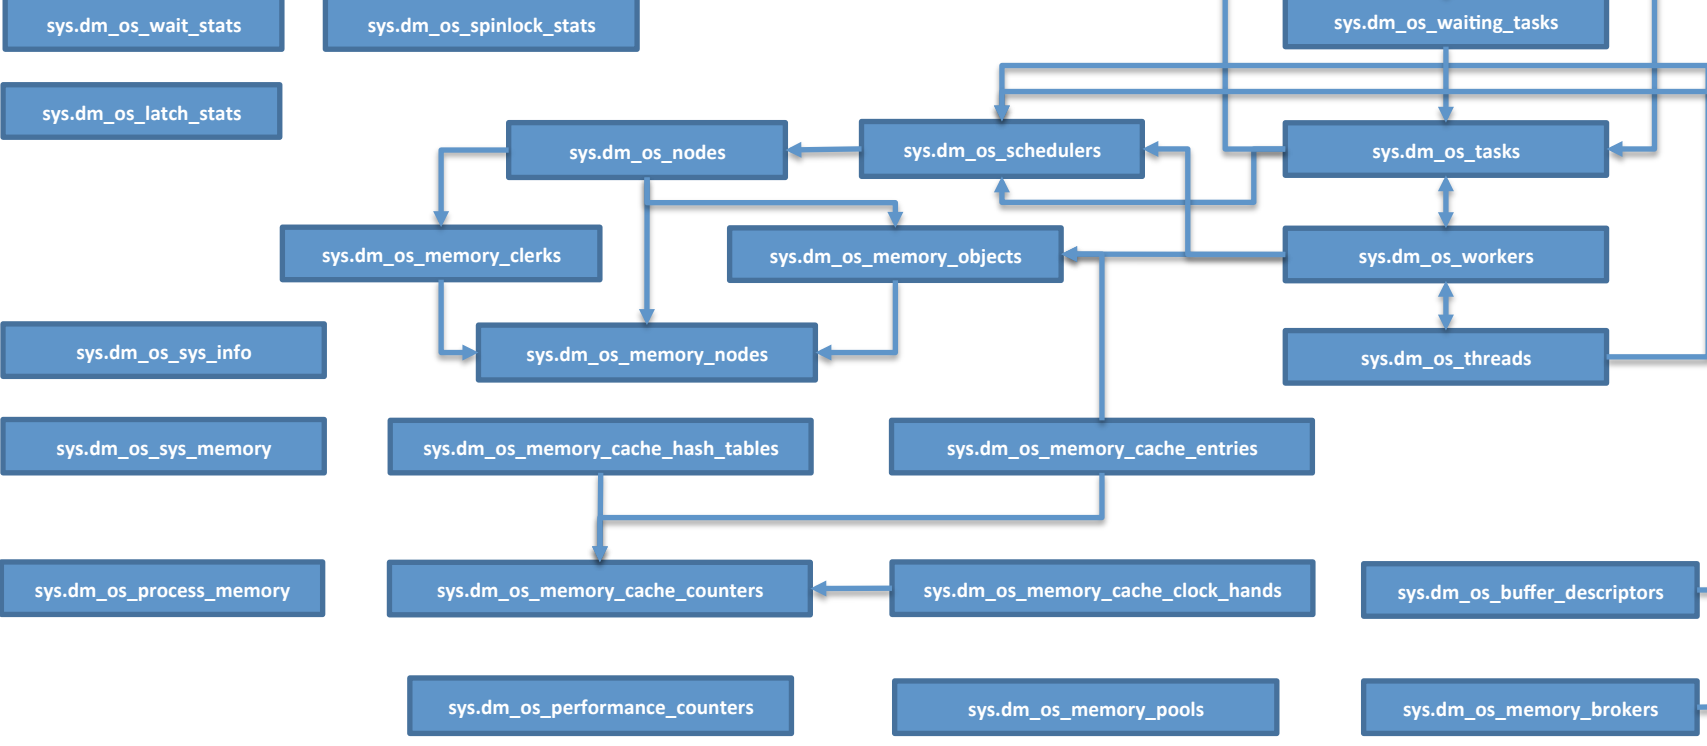 sys.dm_os_wait_stats
sys.dm_os_spinlock_stats
sys.dm_os_waiting_tasks
sys.dm_os_latch_stats
sys.dm_os_nodes
sys.dm_os_schedulers
sys.dm_os_tasks
sys.dm_os_memory_clerks
sys.dm_os_memory_objects
sys.dm_os_workers
sys.dm_os_sys_info
sys.dm_os_memory_nodes
sys.dm_os_threads
sys.dm_os_sys_memory
sys.dm_os_memory_cache_hash_tables
sys.dm_os_memory_cache_entries
sys.dm_os_process_memory
sys.dm_os_memory_cache_counters
sys.dm_os_memory_cache_clock_hands
sys.dm_os_buffer_descriptors
sys.dm_os_performance_counters
sys.dm_os_memory_pools
sys.dm_os_memory_brokers